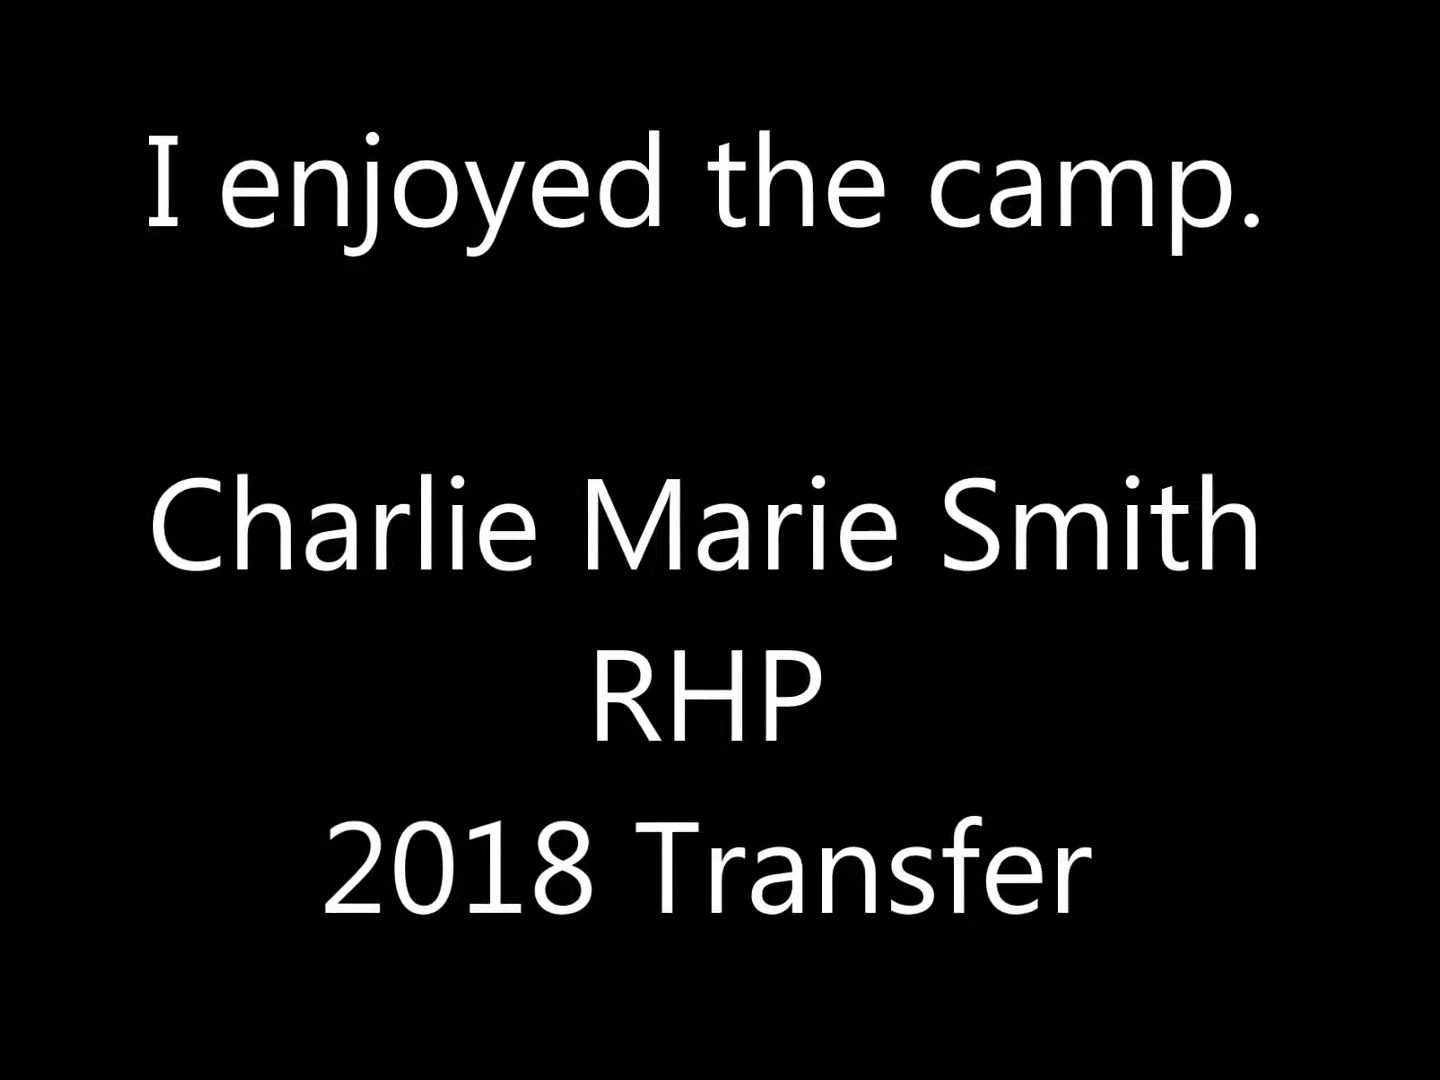 I enjoyed the camp.
Charlie Marie Smith
RHP
2018 Transfer